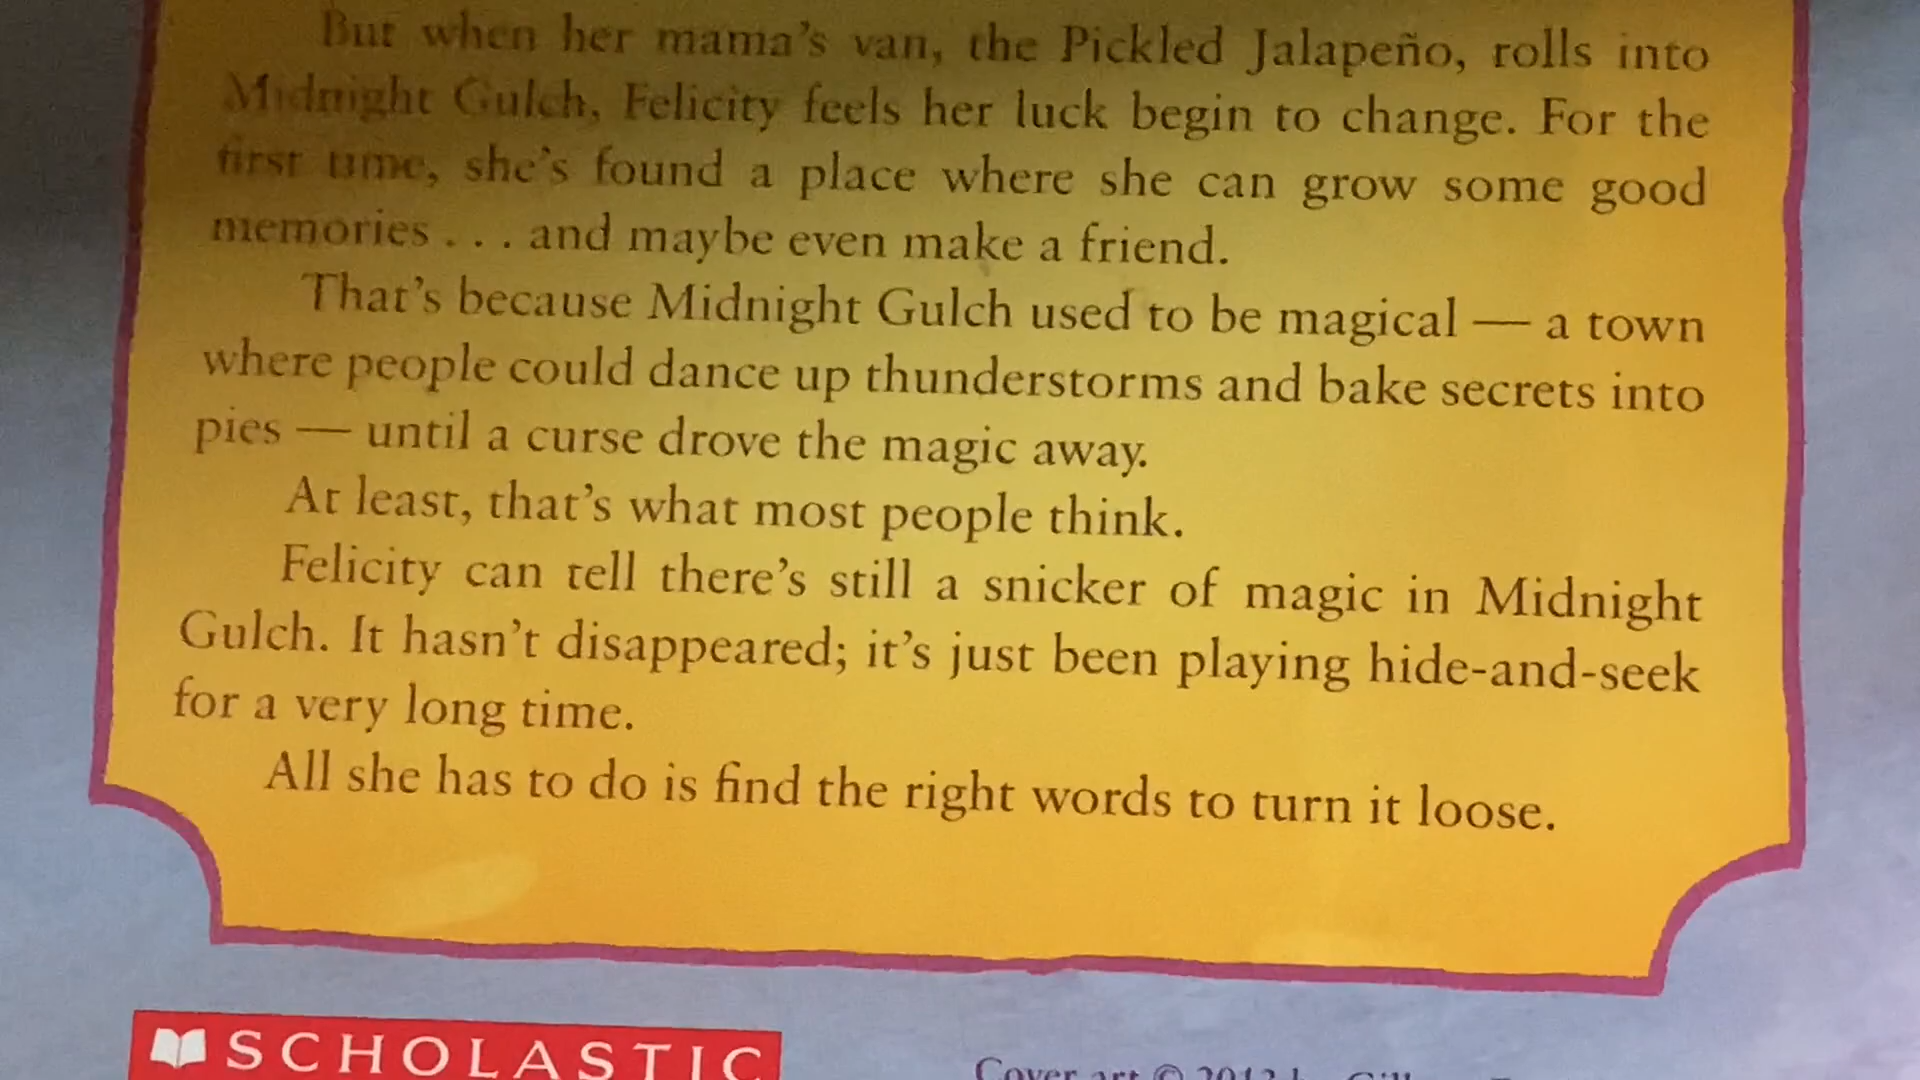 But when her mama's van, the Pickled Jalapeño, rolls into
Midnight Gulch, Felicity feels her luck begin to change. For the
first time, she's found a place where she can grow some good
memories . . . and maybe even make a friend.
That's because Midnight Gulch used to be magical — a town
where people could dance up thunderstorms and bake secrets into
pies — until a curse drove the magic away.
At least, that's what most people think.
Felicity can tell there's still a snicker of magic in Midnight
Gulch. It hasn't disappeared; it's just been playing hide-and-seek
for a very long time.
All she has to do is find the right words to turn it loose.
SCHOLASTIC
Cover art ©